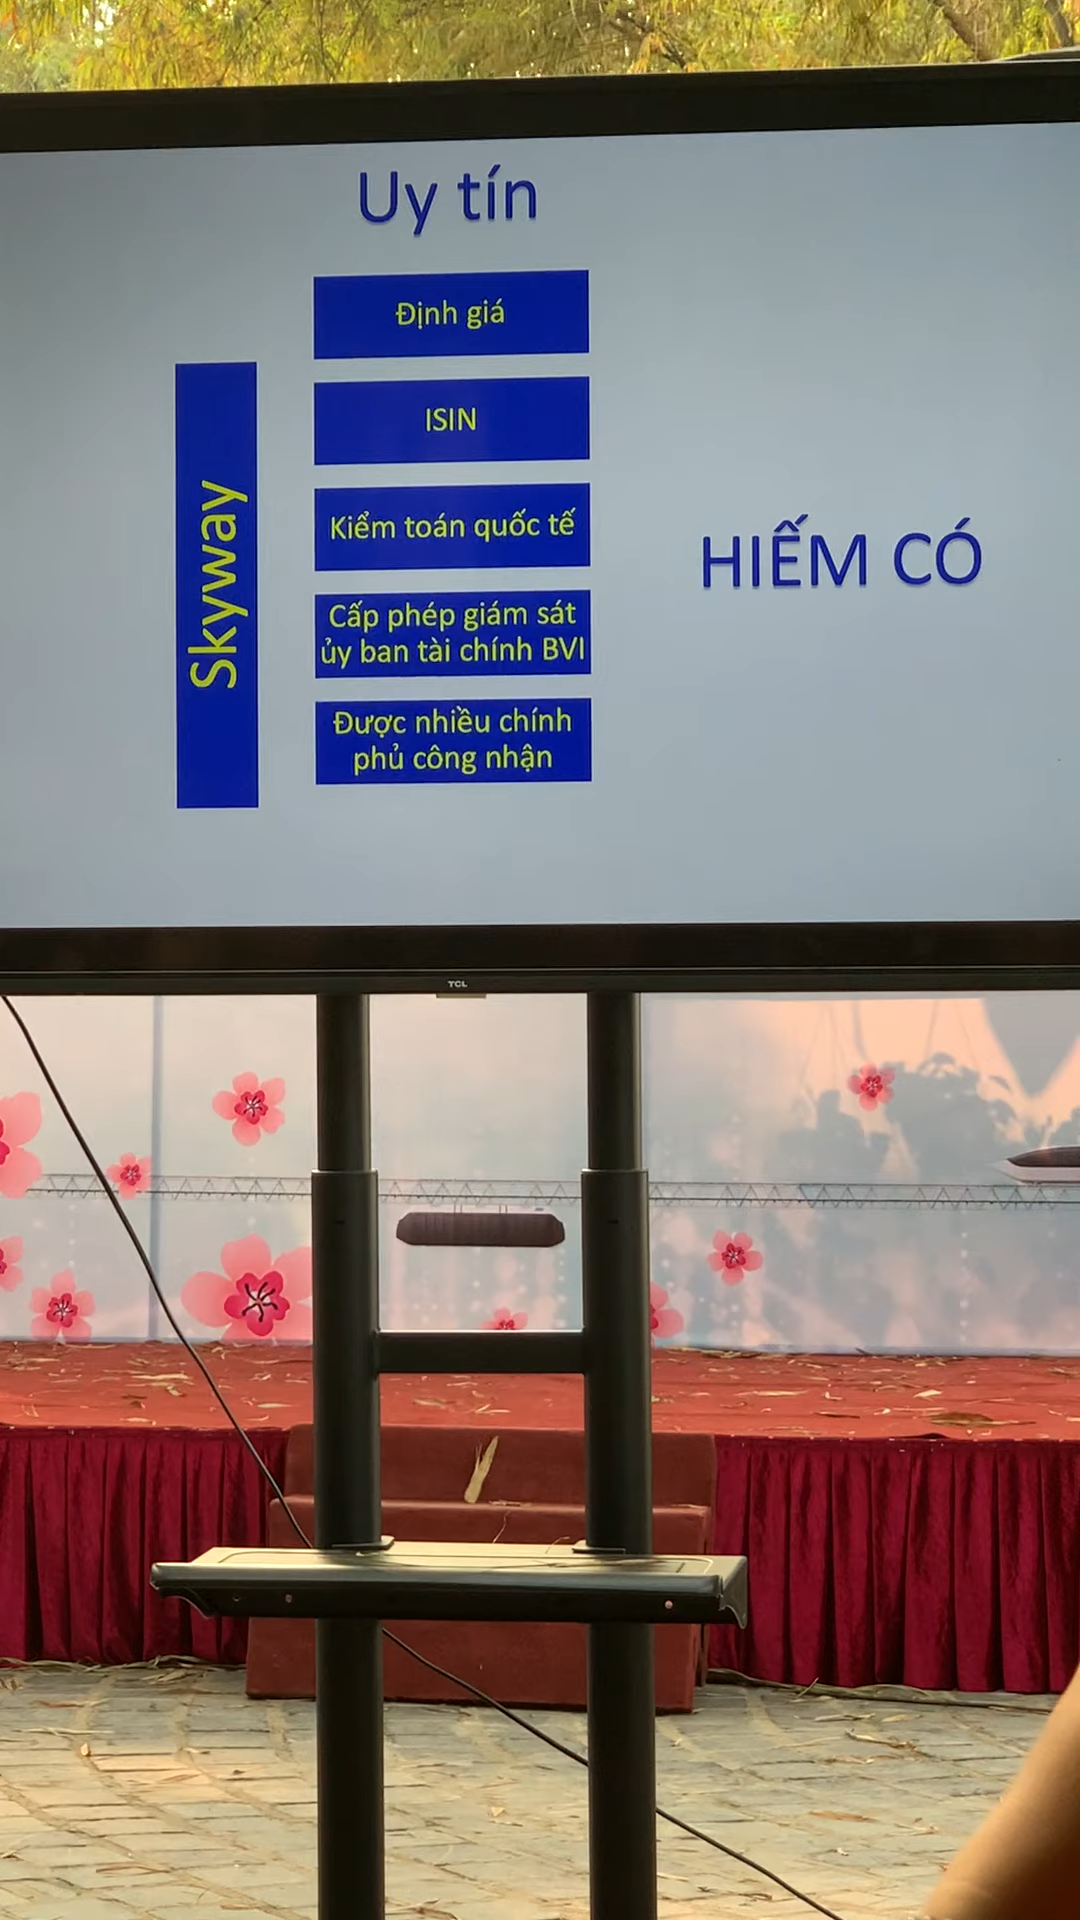 Uy tín
Skyway
Định giá
ISIN
Kiểm toán quốc tế
Cấp phép giám sát
ủy ban tài chính BVI
Được nhiều chính
phủ công nhận
HIẾM CÓ
TCL